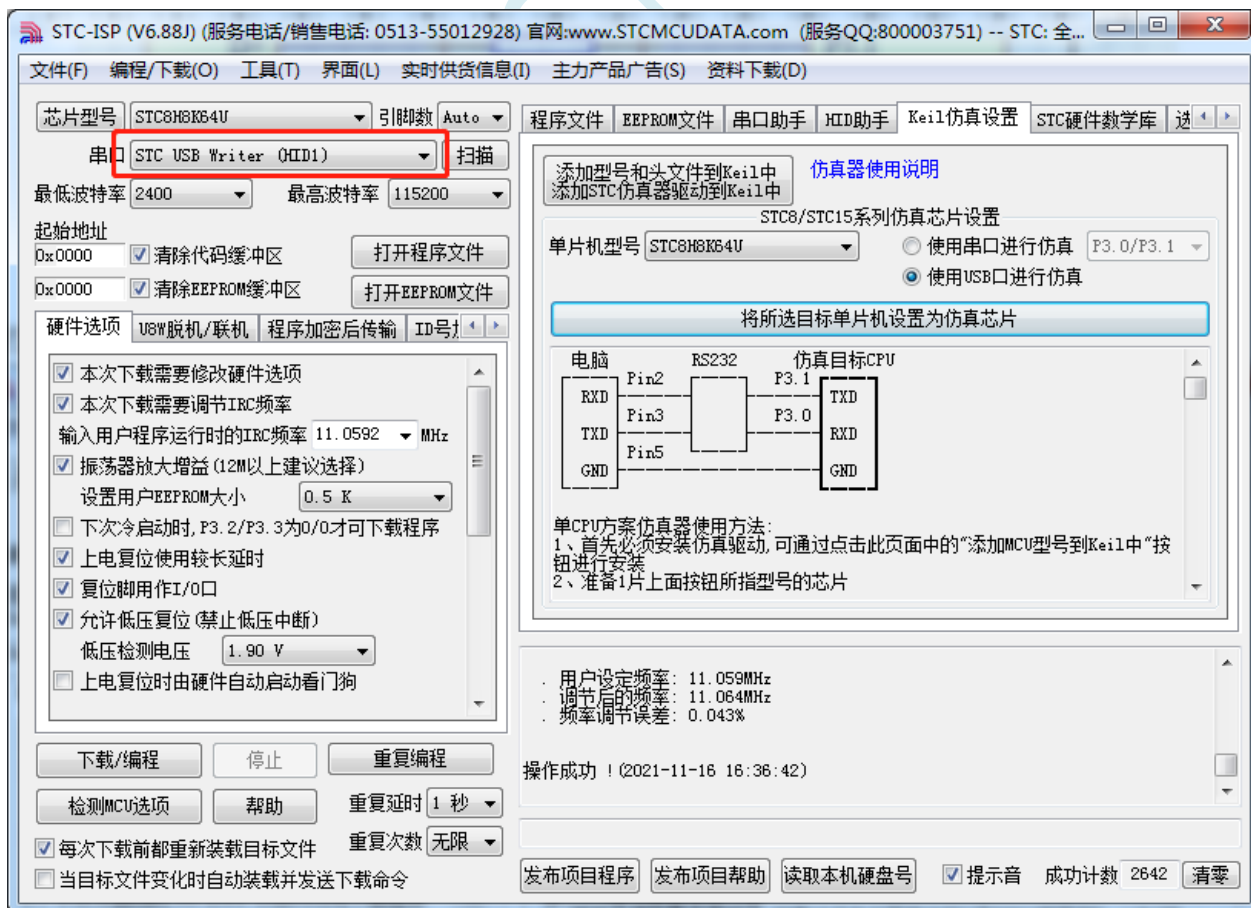 STC-ISP (V6.88J) (服务电话/销售电话: 0513-55012928) 官网:www.STCMCUDATA.com (服务QQ:800003751) -- STC: 全...
文件(F) 编程/下载(O) 工具(T) 界面(L) 实时供货信息(I) 主力产品广告(S) 资料下载(D)
芯片型号 STC8H8K64U 引脚数 Auto
串口 STC USB Writer (HID1) 扫描
最低波特率 2400 最高波特率 115200
起始地址
0x0000 清除代码缓冲区 打开程序文件
0x0000 清除EEPROM缓冲区 打开EEPROM文件
硬件选项 U8W脱机/联机 程序加密后传输
本次下载需要修改硬件选项
本次下载需要调节IRC频率
输入用户程序运行时的IRC频率 11.0592 MHz
振荡器放大增益(12M以上建议选择)
设置用户EEPROM大小 0.5 K
下次冷启动时,P3.2/P3.3为0/0才可下载程序
上电复位使用较长延时
复位脚用作I/O口
允许低压复位(禁止低压中断)
低压检测电压 1.90 V
上电复位时由硬件自动启动看门狗
下载/编程 停止 重复编程
检测MCU选项 帮助 重复延时 1 秒
每次下载前都重新装载目标文件 重复次数 无限
当目标文件变化时自动装载并发送下载命令
程序文件 EEPROM文件 串口助手 HID助手 Keil仿真设置 STC硬件数学库 选
添加型号和头文件到Keil中
添加STC仿真器驱动到Keil中
仿真器使用说明
STC8/STC15系列仿真芯片设置
单片机型号 STC8H8K64U 使用串口进行仿真 P3.0/P3.1
使用USB口进行仿真
将所选目标单片机设置为仿真芯片
电脑 RS232 仿真目标CPU
RXD Pin2 P3.1 TXD
TXD Pin3 P3.0 RXD
GND Pin5 GND
单CPU方案仿真器使用方法:
1、首先必须安装仿真驱动,可通过点击此页面中的"添加MCU型号到Keil中"按
钮进行安装
2、准备1片上面按钮所指型号的芯片
. 用户设定频率: 11.059MHz
. 调节后的频率: 11.064MHz
. 频率调节误差: 0.043%
操作成功 !(2021-11-16 16:36:42)
发布项目程序 发布项目帮助 读取本机硬盘号 提示音 成功计数 2642 清零